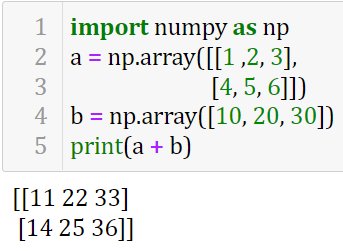 1 import numpy as np
2 a = np.array([[1 ,2, 3],
3 [4, 5, 6]])
4 b = np.array([10, 20, 30])
5 print(a + b)
[[11 22 33]
[14 25 36]]